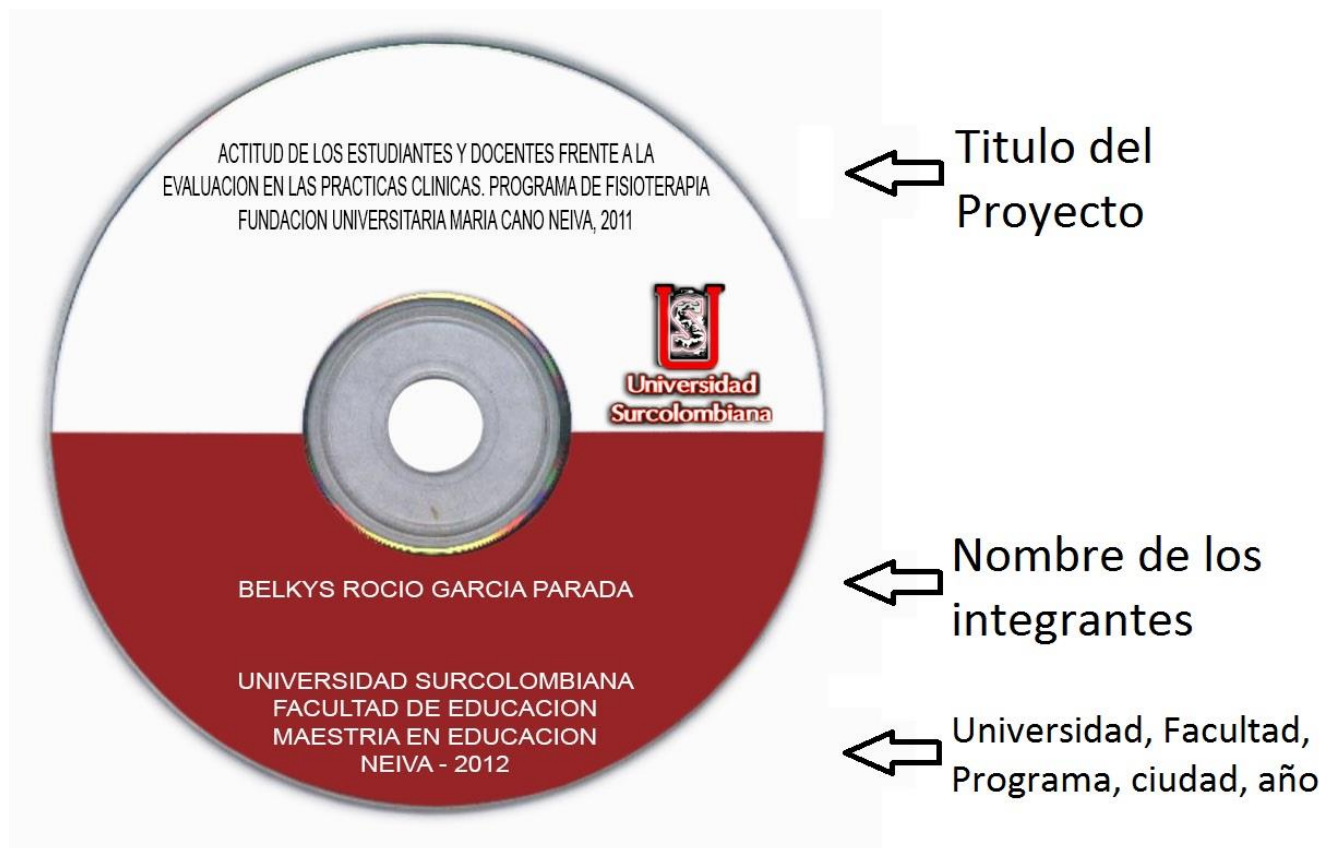 ACTITUD DE LOS ESTUDIANTES Y DOCENTES FRENTE A LA
EVALUACION EN LAS PRACTICAS CLINICAS. PROGRAMA DE FISIOTERAPIA
FUNDACION UNIVERSITARIA MARIA CANO NEIVA, 2011
Titulo del
Proyecto
Universidad
Surcolombiana
BELKYS ROCIO GARCIA PARADA
Nombre de los
integrantes
UNIVERSIDAD SURCOLOMBIANA
FACULTAD DE EDUCACION
MAESTRIA EN EDUCACION
NEIVA - 2012
Universidad, Facultad,
Programa, ciudad, año